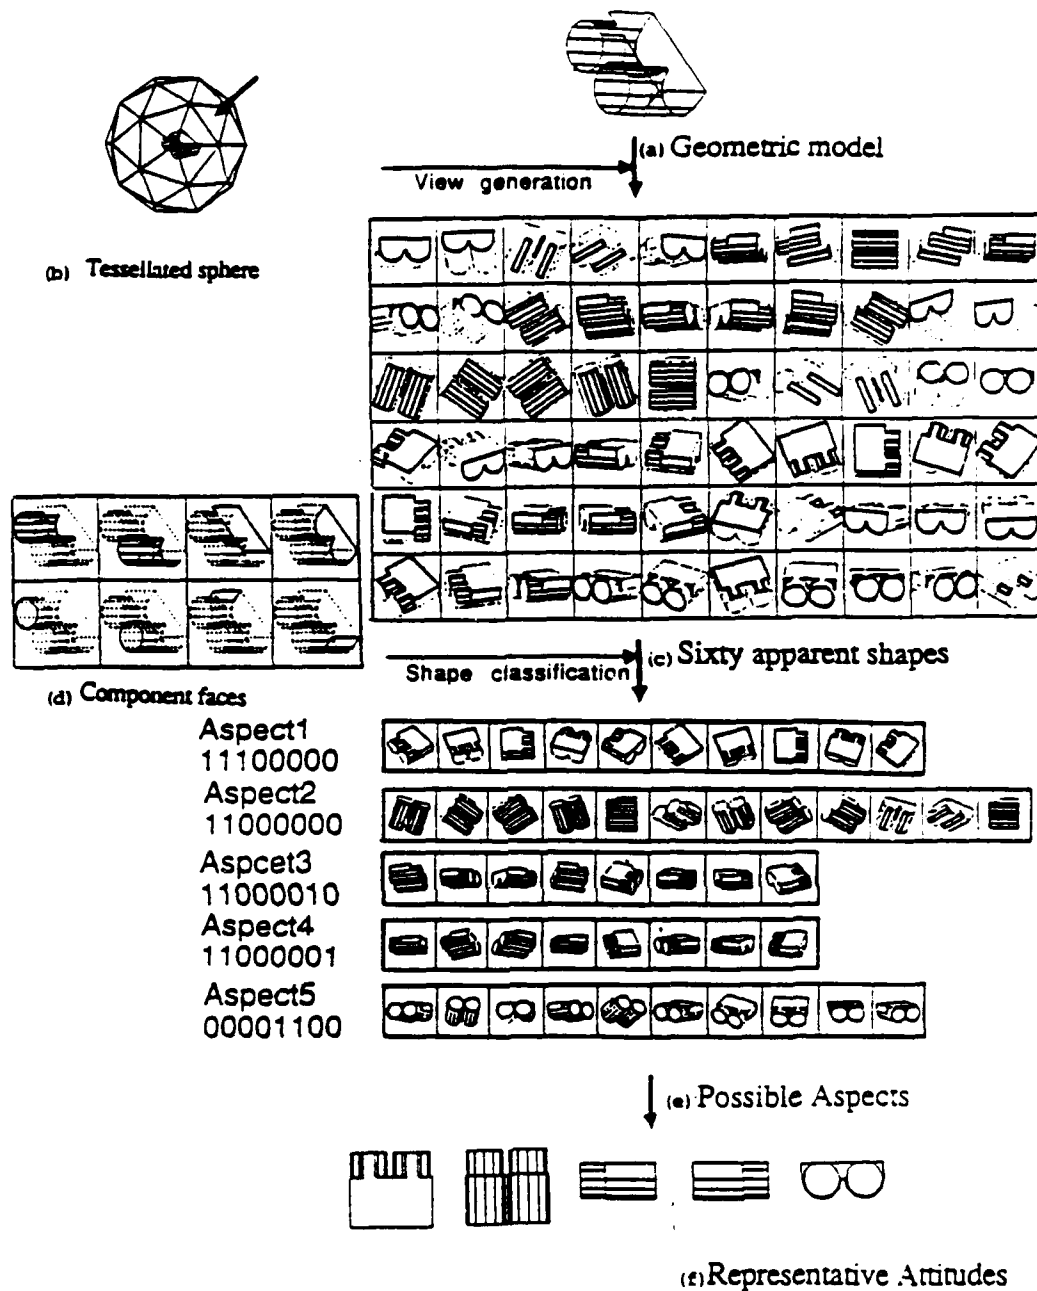 (a) Geometric model
View generation
(b) Tessellated sphere
(c) Sixty apparent shapes
Shape classification
(d) Component faces
Aspect1
11100000
Aspect2
11000000
Aspcet3
11000010
Aspect4
11000001
Aspect5
00001100
(e) Possible Aspects
(f) Representative Attitudes